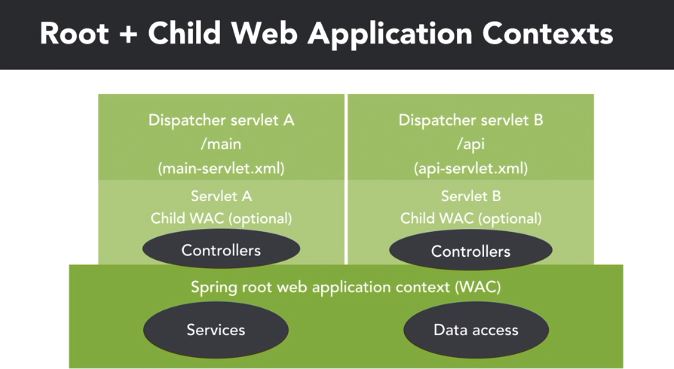 Root + Child Web Application Contexts
Dispatcher servlet A
/main
(main-servlet.xml)
Servlet A
Child WAC (optional)
Controllers
Dispatcher servlet B
/api
(api-servlet.xml)
Servlet B
Child WAC (optional)
Controllers
Spring root web application context (WAC)
Services
Data access